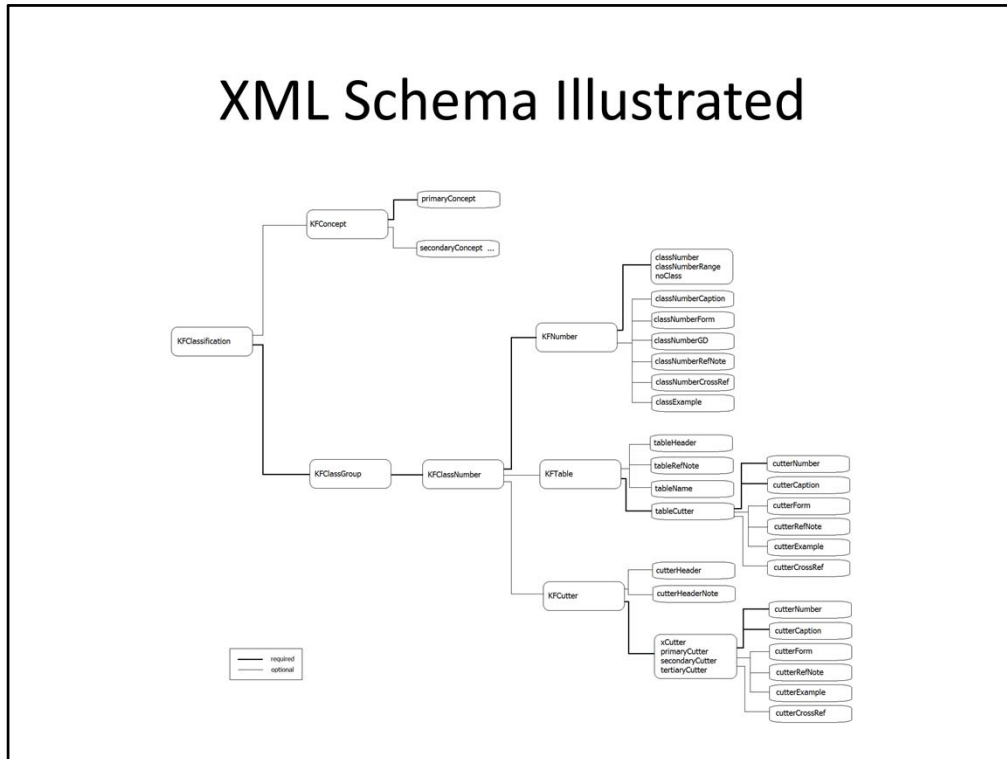 XML Schema Illustrated
primaryConcept
KFConcept
secondaryConcept ...
classNumber
classNumberRange
noClass
classNumberCaption
classNumberForm
KFNumber
KFClassification
classNumberGD
classNumberRefNote
classNumberCrossRef
classExample
tableHeader
cutterNumber
tableRefNote
KFClassGroup
KFClassNumber
KFTable
cutterCaption
tableName
cutterForm
tableCutter
cutterRefNote
cutterExample
cutterCrossRef
cutterHeader
KFCutter
cutterHeaderNote
cutterNumber
cutterCaption
xCutter
primaryCutter
secondaryCutter
tertiaryCutter
cutterForm
cutterRefNote
cutterExample
cutterCrossRef
required
optional